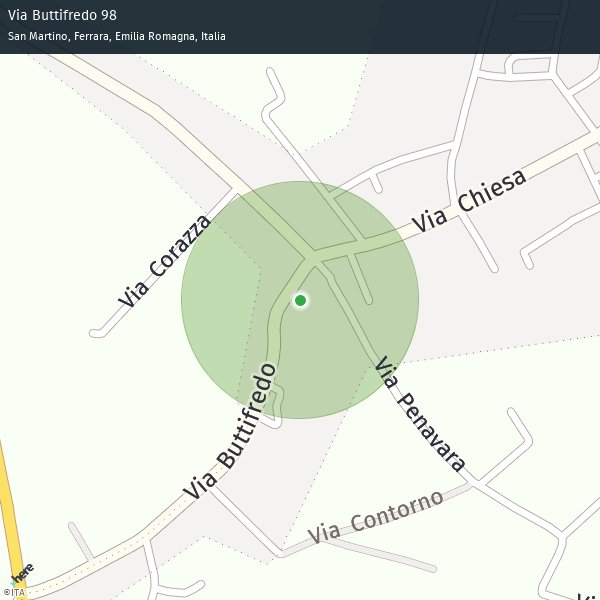 Via Buttifredo 98
San Martino, Ferrara, Emilia Romagna, Italia
Via Chiesa
Via Corazza
Via Buttifredo
Via Penavara
Via Contorno
here
©ITA